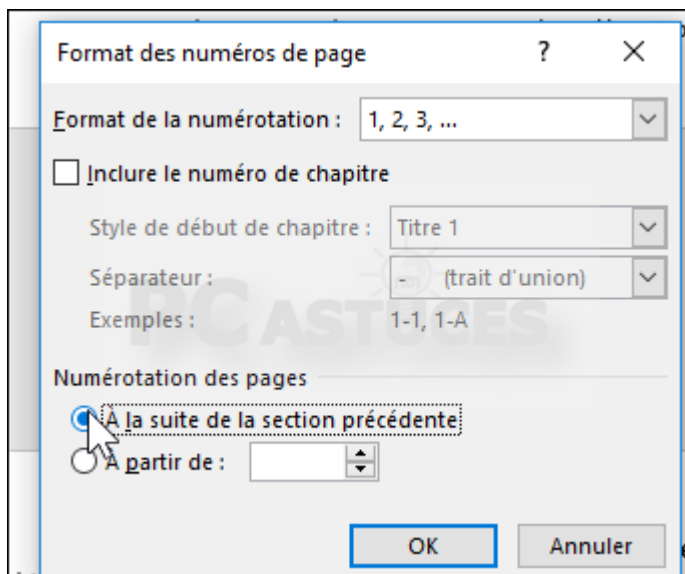 Format des numéros de page ?
Format de la numérotation : 1, 2, 3, ...
Inclure le numéro de chapitre
Style de début de chapitre : Titre 1
Séparateur : - (trait d'union)
PC ASTUCES
Exemples : 1-1, 1-A
Numérotation des pages
À la suite de la section précédente
À partir de :
OK Annuler